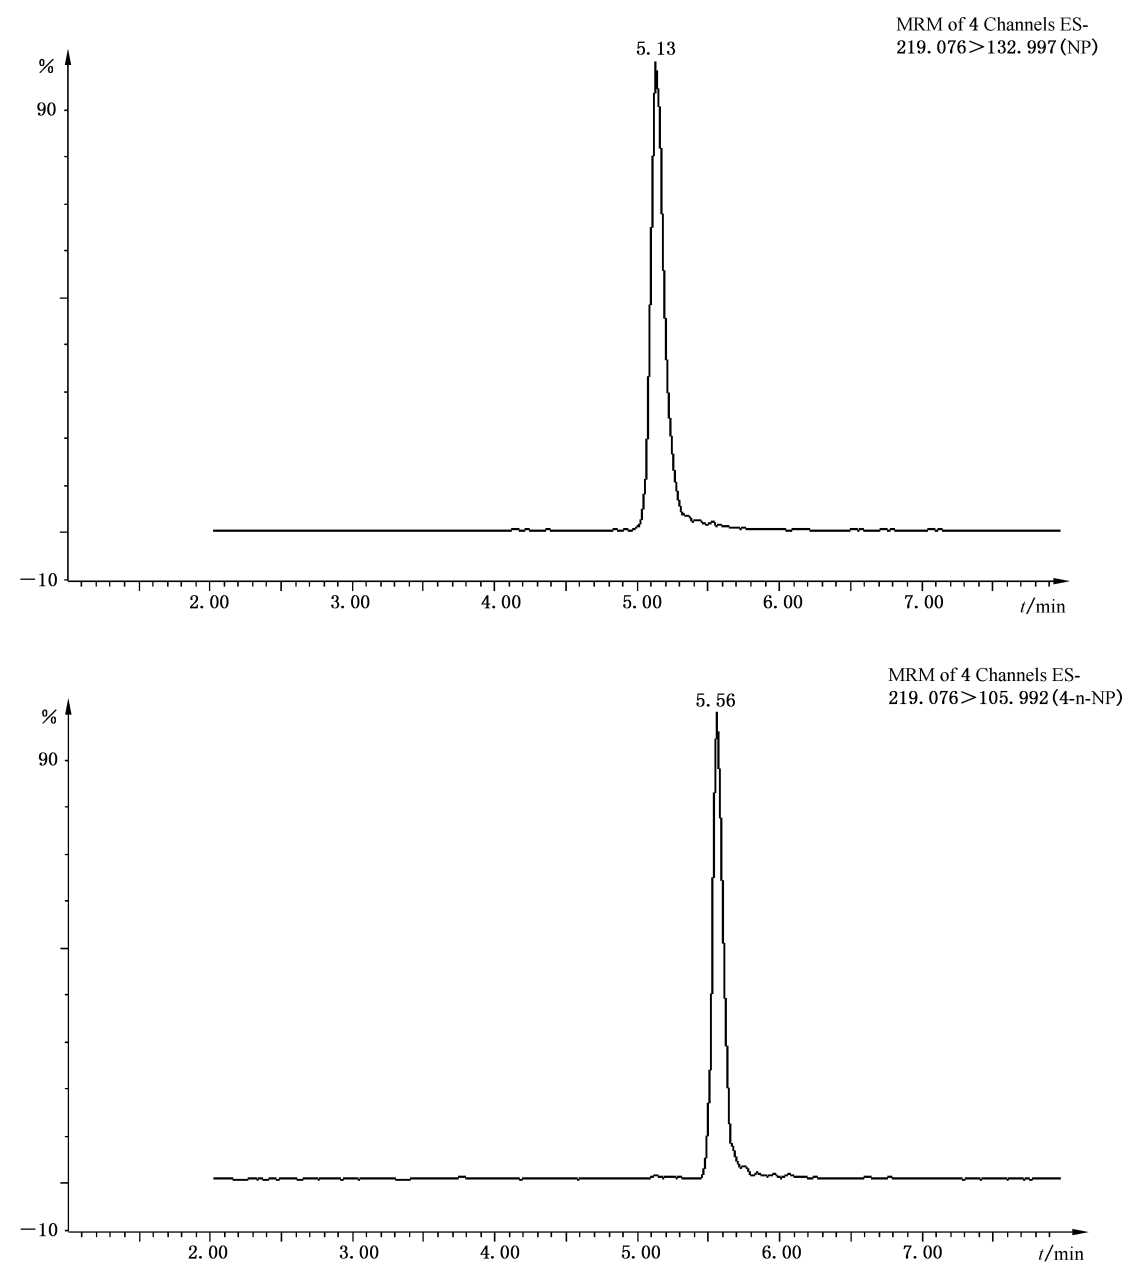 MRM of 4 Channels ES-
219.076>132.997(NP)
5.13
%
90
−10
2.00 3.00 4.00 5.00 6.00 7.00
t/min
MRM of 4 Channels ES-
219.076>105.992(4-n-NP)
5.56
%
90
−10
2.00 3.00 4.00 5.00 6.00 7.00
t/min